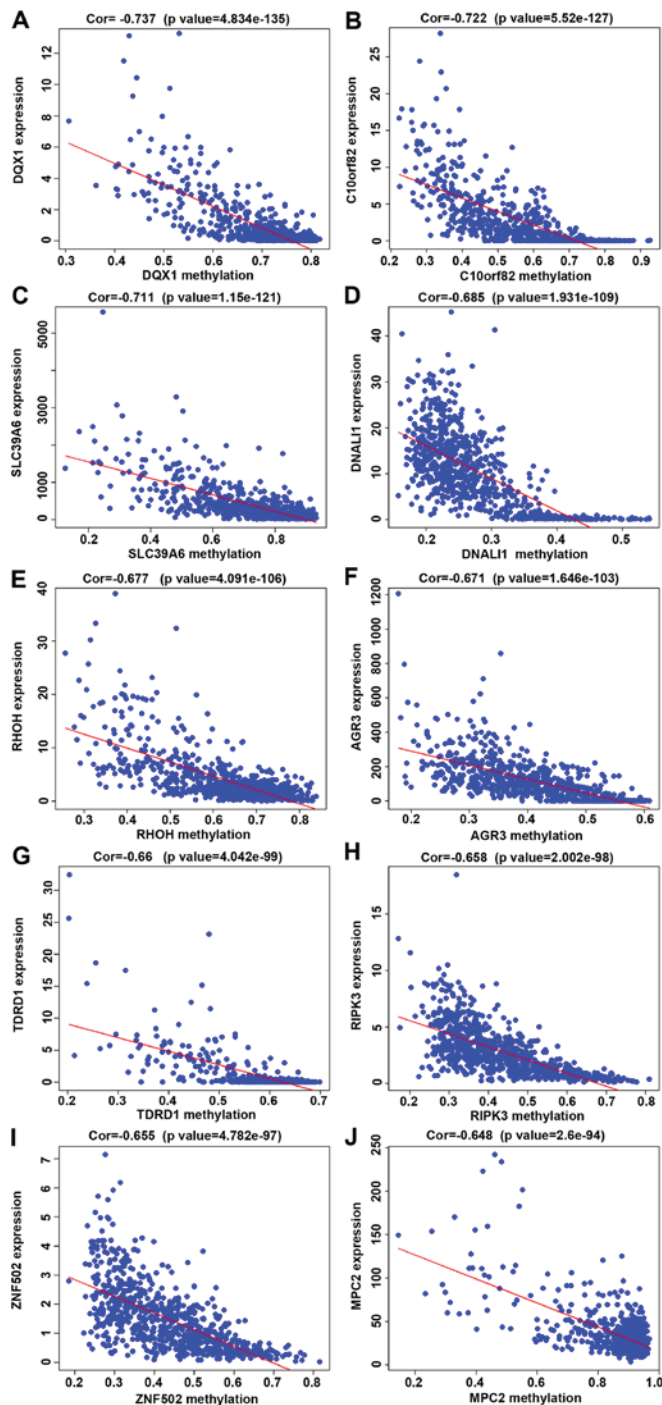 A
Cor= -0.737 (p value=4.834e-135)
DQX1 expression
0 2 4 6 8 10 12
0.3 0.4 0.5 0.6 0.7 0.8
DQX1 methylation
B
Cor=-0.722 (p value=5.52e-127)
C10orf82 expression
0 5 10 15 20 25
0.2 0.3 0.4 0.5 0.6 0.7 0.8 0.9
C10orf82 methylation
C
Cor=-0.711 (p value=1.15e-121)
SLC39A6 expression
0 1000 3000 5000
0.2 0.4 0.6 0.8
SLC39A6 methylation
D
Cor=-0.685 (p value=1.931e-109)
DNALI1 expression
0 10 20 30 40
0.2 0.3 0.4 0.5
DNALI1 methylation
E
Cor=-0.677 (p value=4.091e-106)
RHOH expression
0 10 20 30 40
0.3 0.4 0.5 0.6 0.7 0.8
RHOH methylation
F
Cor=-0.671 (p value=1.646e-103)
AGR3 expression
0 200 400 600 800 1000 1200
0.2 0.3 0.4 0.5 0.6
AGR3 methylation
G
Cor=-0.66 (p value=4.042e-99)
TDRD1 expression
0 5 10 15 20 25 30
0.2 0.3 0.4 0.5 0.6 0.7
TDRD1 methylation
H
Cor=-0.658 (p value=2.002e-98)
RIPK3 expression
0 5 10 15
0.2 0.3 0.4 0.5 0.6 0.7 0.8
RIPK3 methylation
I
Cor=-0.655 (p value=4.782e-97)
ZNF502 expression
0 1 2 3 4 5 6 7
0.2 0.3 0.4 0.5 0.6 0.7 0.8
ZNF502 methylation
J
Cor=-0.648 (p value=2.6e-94)
MPC2 expression
0 50 100 150 200 250
0.2 0.4 0.6 0.8 1.0
MPC2 methylation